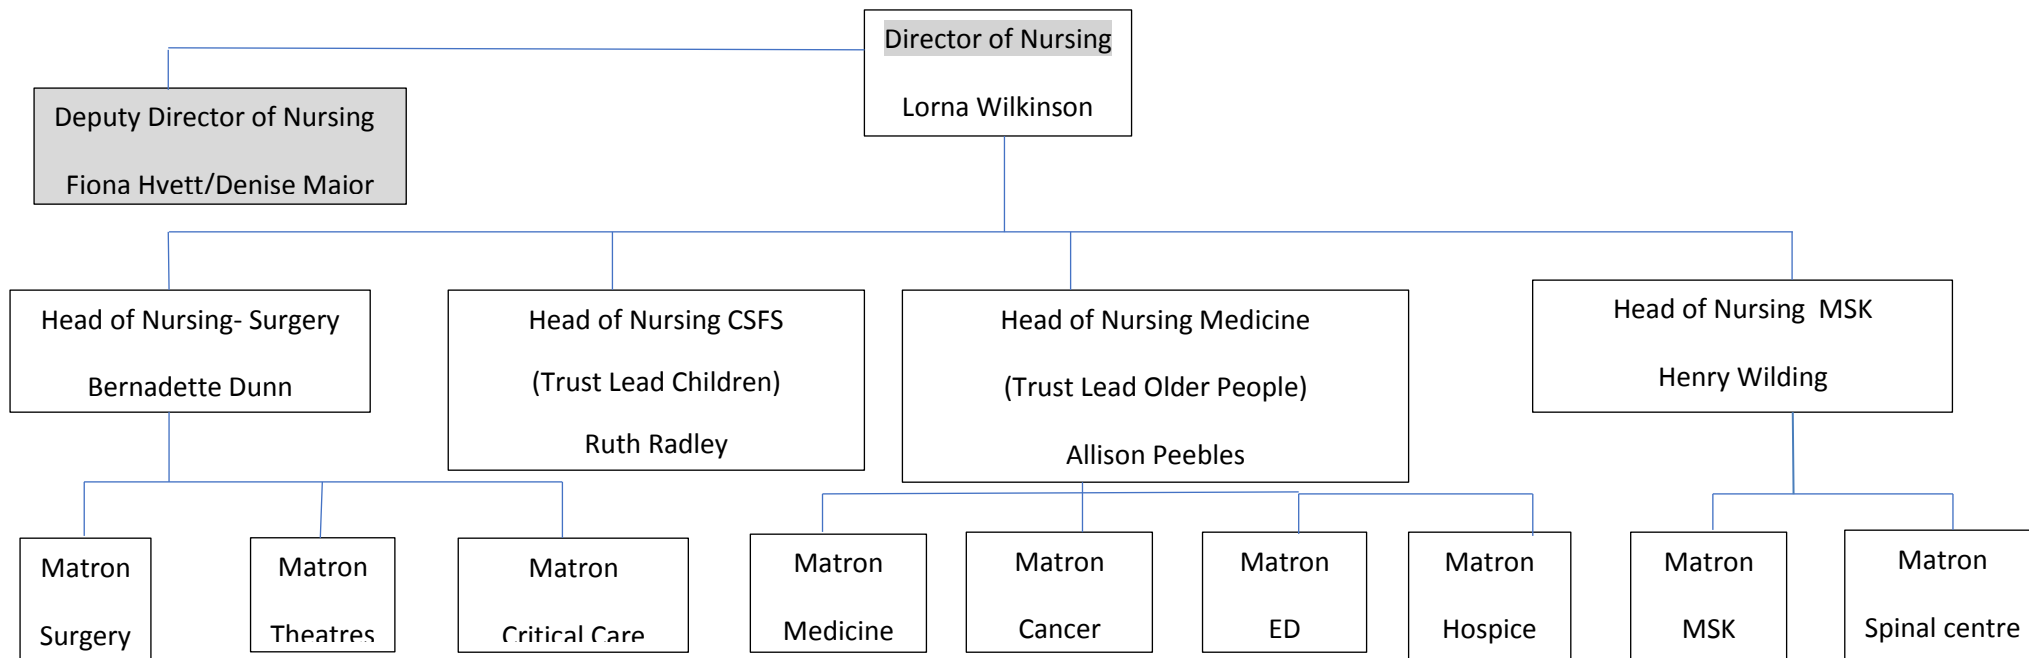 Director of Nursing
Lorna Wilkinson
Deputy Director of Nursing
Fiona Hyett/Denise Major
Head of Nursing- Surgery
Bernadette Dunn
Head of Nursing CSFS
(Trust Lead Children)
Ruth Radley
Head of Nursing Medicine
(Trust Lead Older People)
Allison Peebles
Head of Nursing  MSK
Henry Wilding
Matron
Surgery
Matron
Theatres
Matron
Critical Care
Matron
Medicine
Matron
Cancer
Matron
ED
Matron
Hospice
Matron
MSK
Matron
Spinal centre